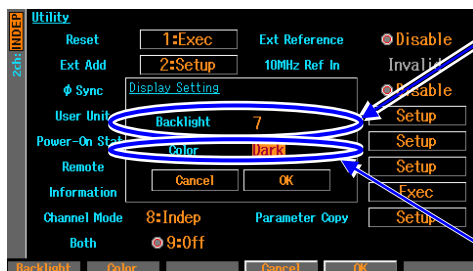 Utility
2ch: INDEP
Reset 1:Exec Ext Reference Disable
Ext Add 2:Setup 10MHz Ref In Invalid
ϕ Sync Display Setting Disable
User Unit Backlight 7 Setup
Power-On Stat Color Dark Setup
Remote Setup
Cancel OK
Information Exec
Channel Mode 8:Indep Parameter Copy Setup
Both 9:Off
Backlight Color Cancel OK